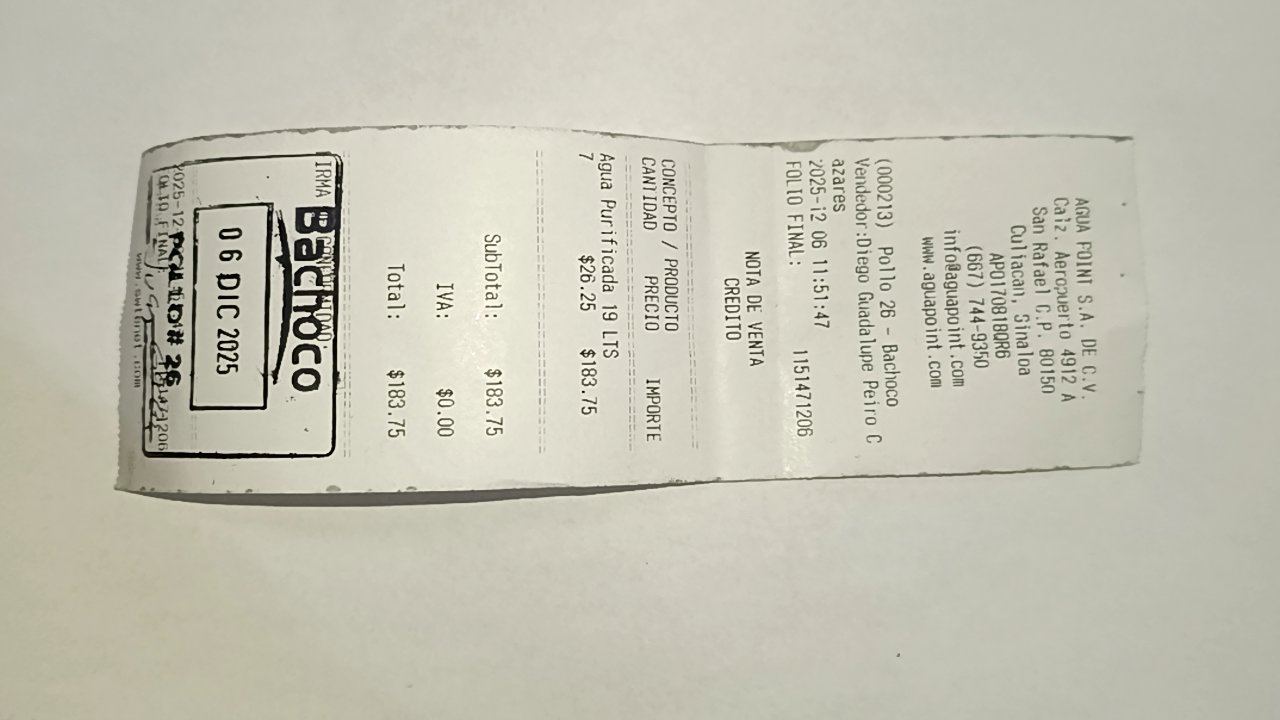 AGUA POINT S.A. DE C.V.
Calz. Aeropuerto 4912 A
San Rafael C.P. 80150
Culiacan, Sinaloa
APO170818QR6
(667) 744-9350
info@aguapoint.com
www.aguapoint.com
(000213) Pollo 26 - Bachoco
Vendedor:Diego Guadalupe Peiro C
azares
2025-12 06 11:51:47
FOLIO FINAL: 1151471206
NOTA DE VENTA
CREDITO
CONCEPTO / PRODUCTO
CANTIDAD PRECIO IMPORTE
Agua Purificada 19 LTS
7 $26.25 $183.75
SubTotal: $183.75
IVA: $0.00
Total: $183.75
Bachoco
06 DIC 2025
# 26